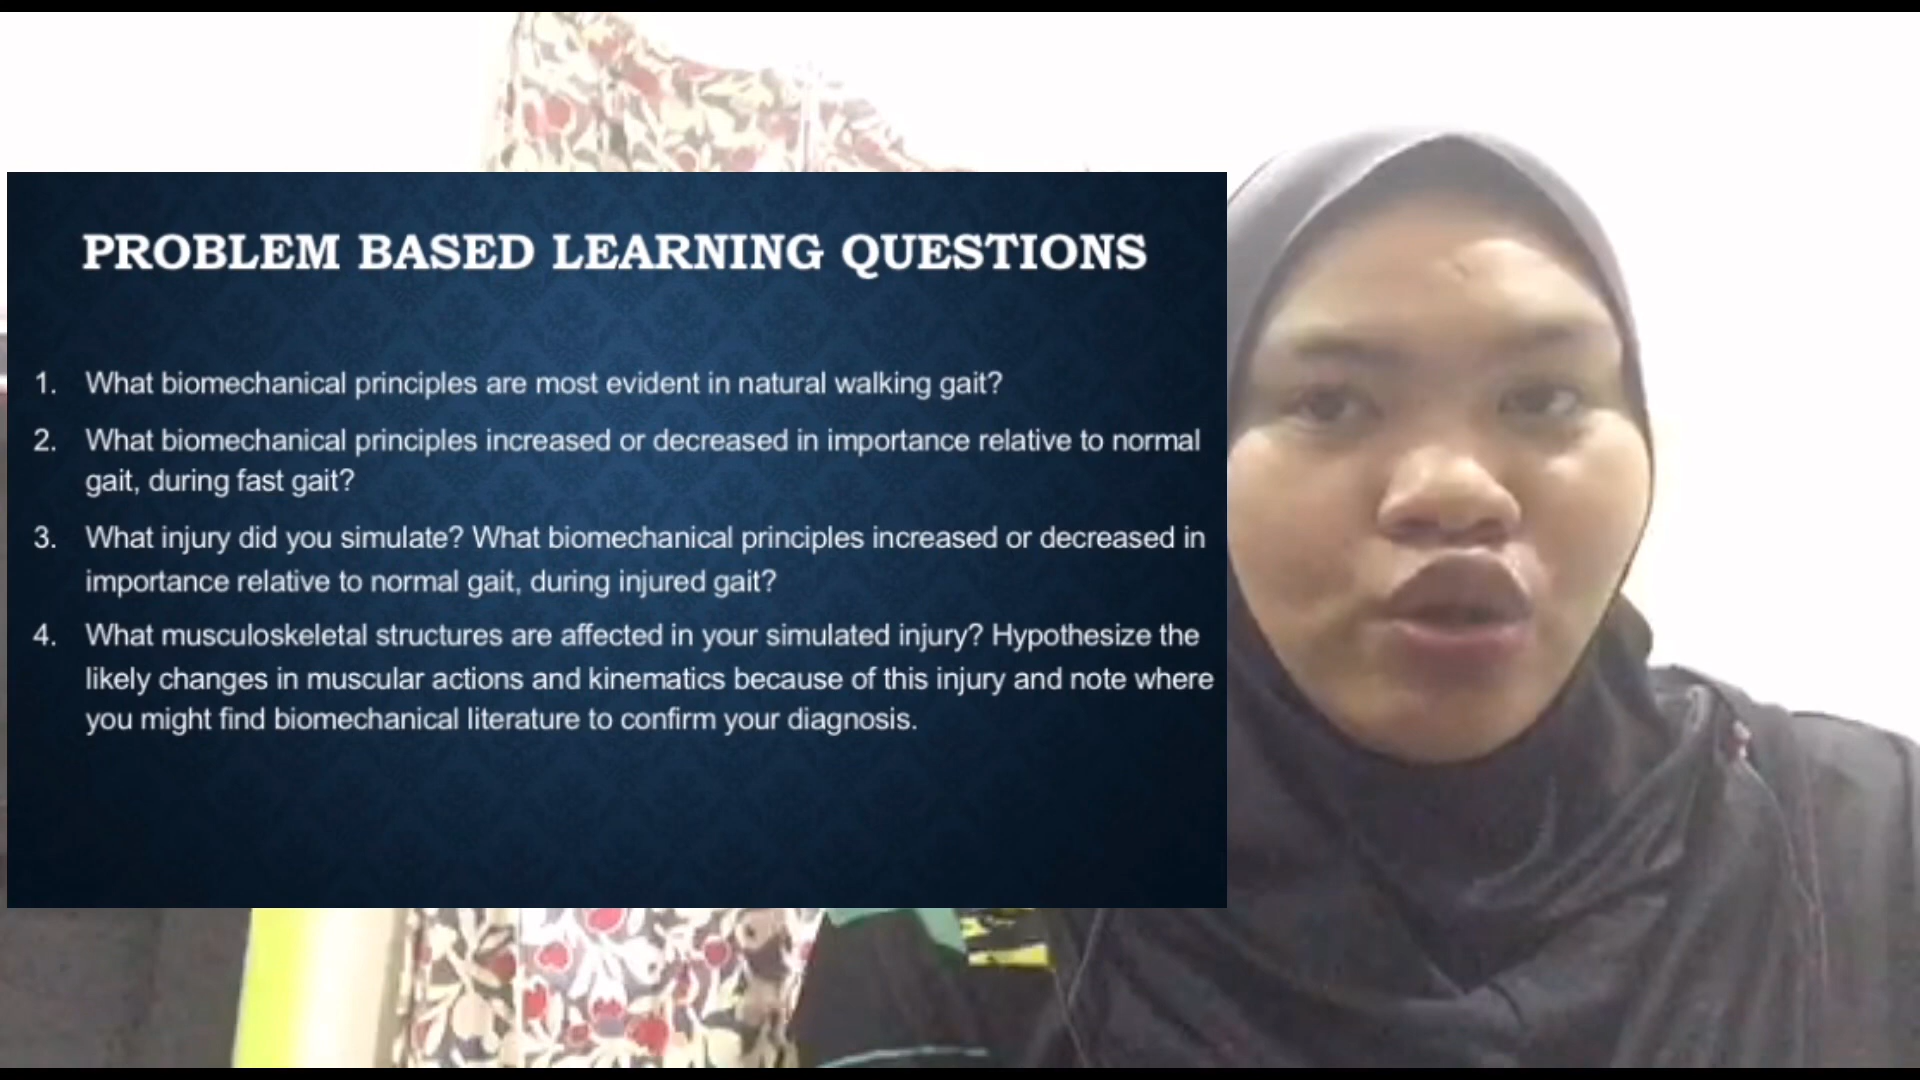 PROBLEM BASED LEARNING QUESTIONS
1. What biomechanical principles are most evident in natural walking gait?
2. What biomechanical principles increased or decreased in importance relative to normal
gait, during fast gait?
3. What injury did you simulate? What biomechanical principles increased or decreased in
importance relative to normal gait, during injured gait?
4. What musculoskeletal structures are affected in your simulated injury? Hypothesize the
likely changes in muscular actions and kinematics because of this injury and note where
you might find biomechanical literature to confirm your diagnosis.